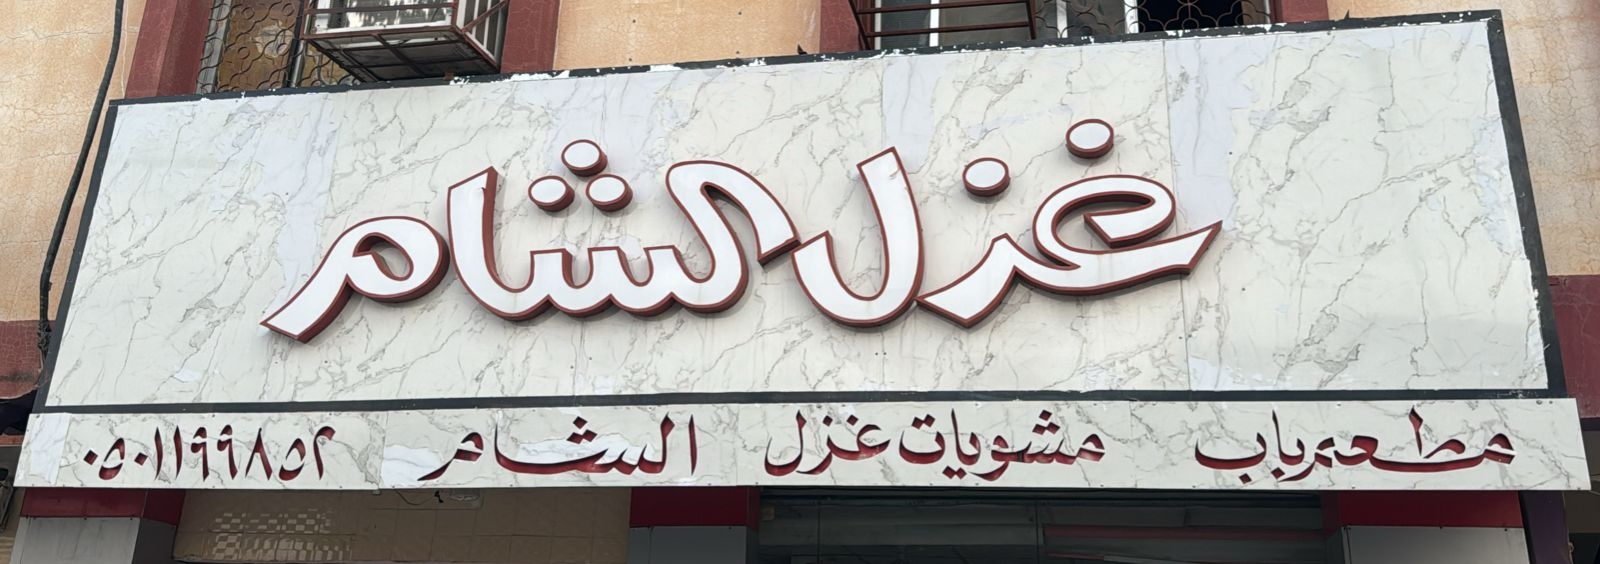 غزل الشام
مطعم باب مشويات غزل الشام ٠٥٠١١٩٩٨٥٢